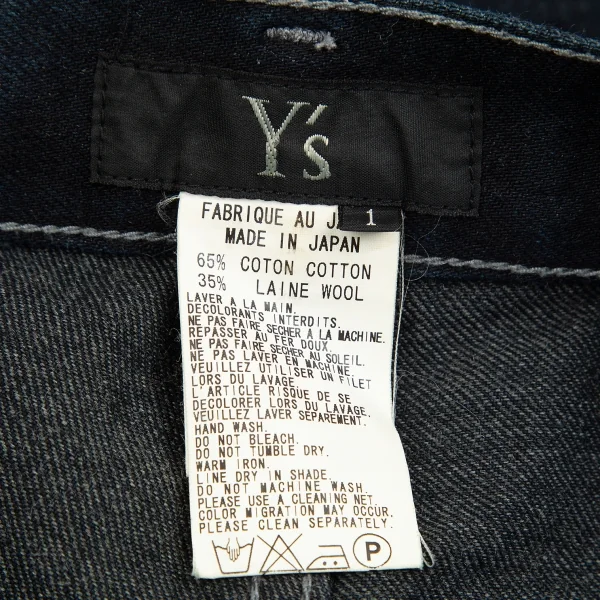 Y's
1
FABRIQUE AU J
MADE IN JAPAN
65% COTON COTTON
35% LAINE WOOL
LAVER A LA MAIN.
DECOLORANTS INTERDITS.
NE PAS FAIRE SECHER A LA MACHINE.
REPASSER AU FER DOUX.
NE PAS FAIRE SECHER AU SOLEIL.
NE PAS LAVER EN MACHINE.
VEUILLEZ UTILISER UN FILET
LORS DU LAVAGE.
L'ARTICLE RISQUE DE SE
DECOLORER LORS DU LAVAGE.
VEUILLEZ LAVER SEPAREMENT.
HAND WASH.
DO NOT BLEACH.
DO NOT TUMBLE DRY.
WARM IRON.
LINE DRY IN SHADE.
DO NOT MACHINE WASH.
PLEASE USE A CLEANING NET.
COLOR MIGRATION MAY OCCUR.
PLEASE CLEAN SEPARATELY.
P